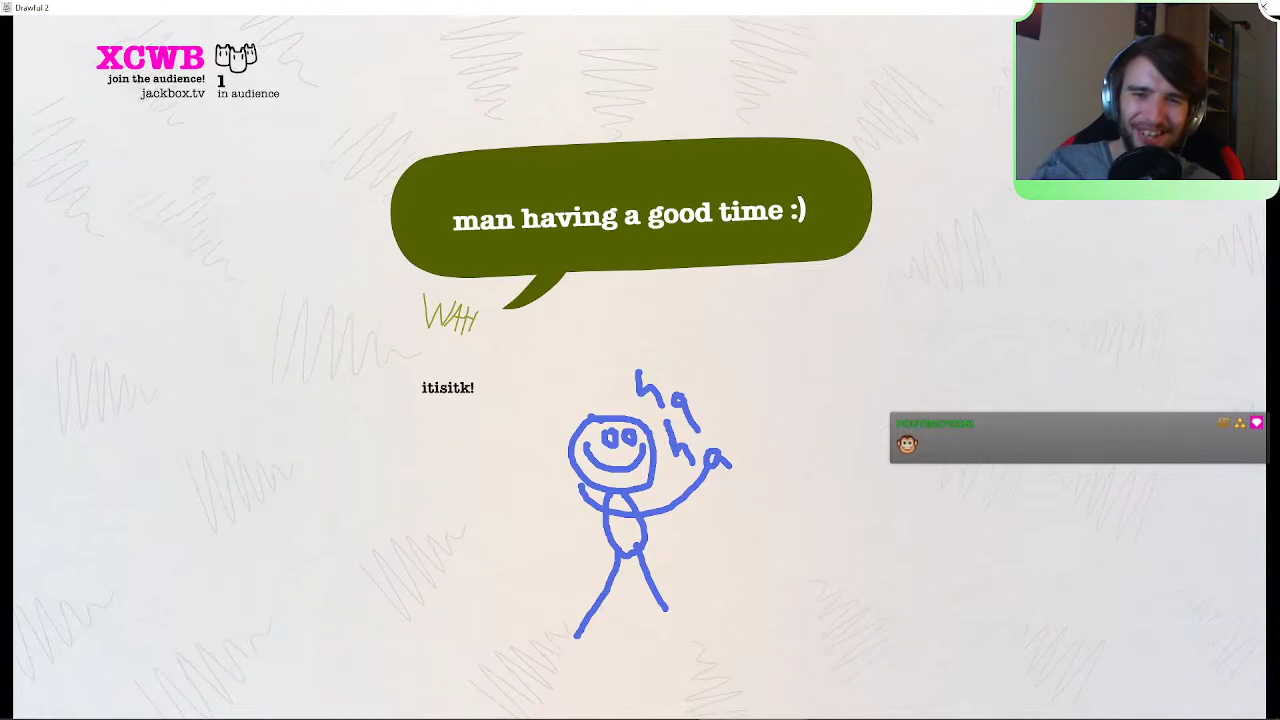 Drawful 2
XCWB
join the audience!
jackbox.tv
1
in audience
man having a good time :)
WAH
itisitk!
ha
ha